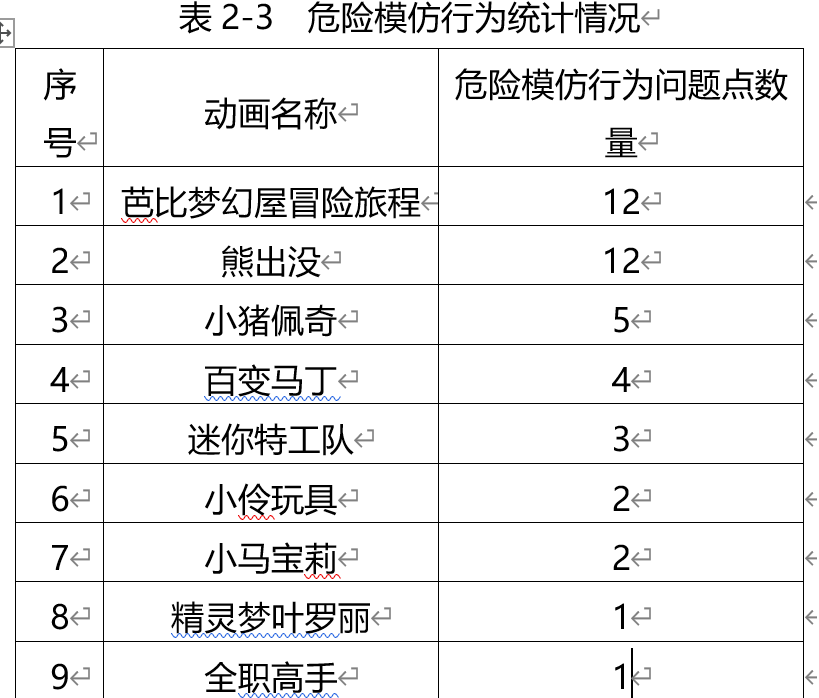 表 2-3 危险模仿行为统计情况
序号 动画名称 危险模仿行为问题点数量
1 芭比梦幻屋冒险旅程 12
2 熊出没 12
3 小猪佩奇 5
4 百变马丁 4
5 迷你特工队 3
6 小伶玩具 2
7 小马宝莉 2
8 精灵梦叶罗丽 1
9 全职高手 1